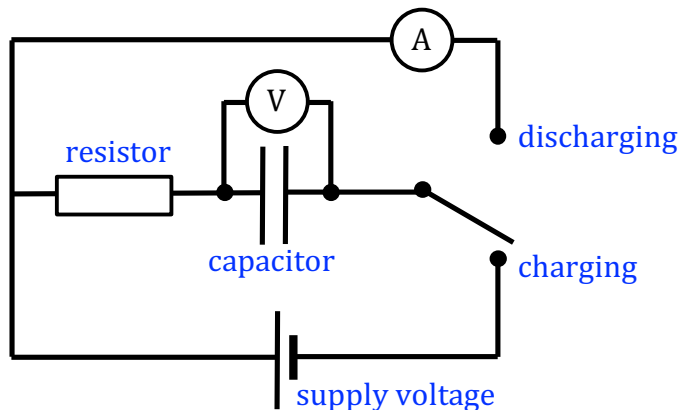 A
V
discharging
resistor
capacitor
charging
supply voltage